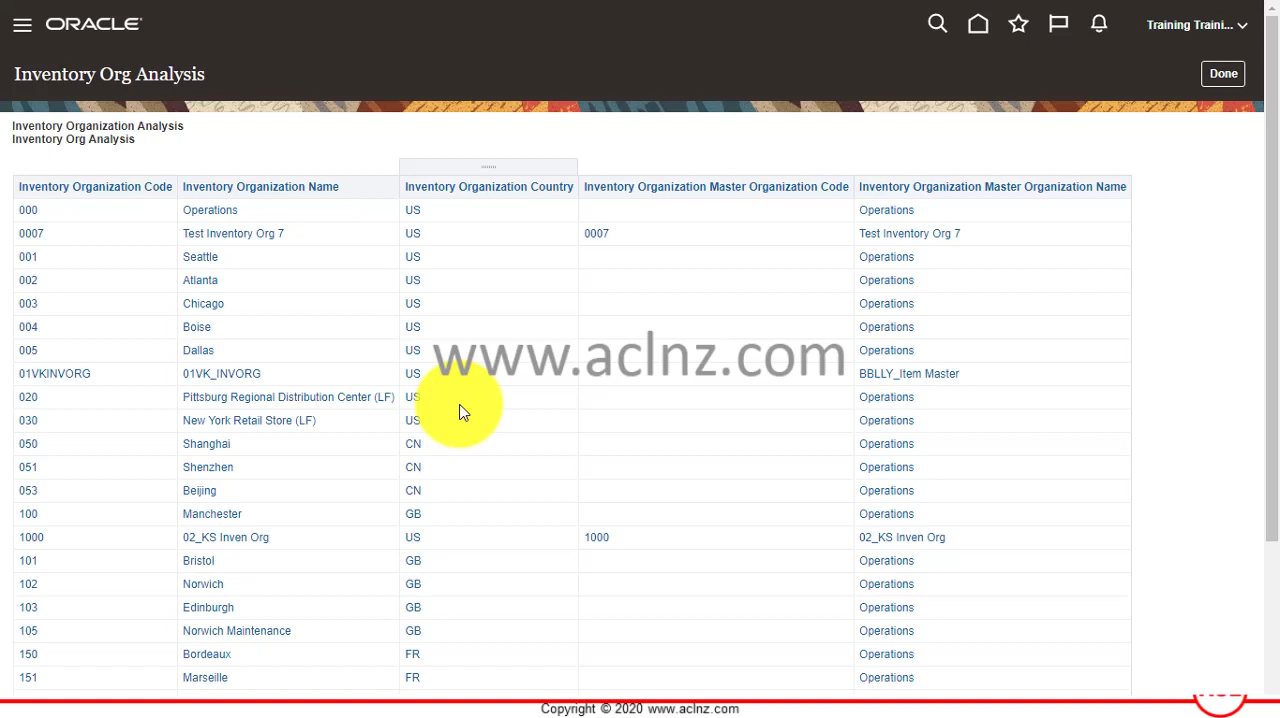 ORACLE
Training Traini...
Inventory Org Analysis
Done
Inventory Organization Analysis
Inventory Org Analysis
Inventory Organization Code Inventory Organization Name Inventory Organization Country Inventory Organization Master Organization Code Inventory Organization Master Organization Name
000 Operations US Operations
0007 Test Inventory Org 7 US 0007 Test Inventory Org 7
001 Seattle US Operations
002 Atlanta US Operations
003 Chicago US Operations
004 Boise US Operations
005 Dallas US Operations
www.aclnz.com
01VKINVORG 01VK_INVORG US BBLLY_Item Master
020 Pittsburg Regional Distribution Center (LF) US Operations
030 New York Retail Store (LF) US Operations
050 Shanghai CN Operations
051 Shenzhen CN Operations
053 Beijing CN Operations
100 Manchester GB Operations
1000 02_KS Inven Org US 1000 02_KS Inven Org
101 Bristol GB Operations
102 Norwich GB Operations
103 Edinburgh GB Operations
105 Norwich Maintenance GB Operations
150 Bordeaux FR Operations
151 Marseille FR Operations
Copyright © 2020 www.aclnz.com